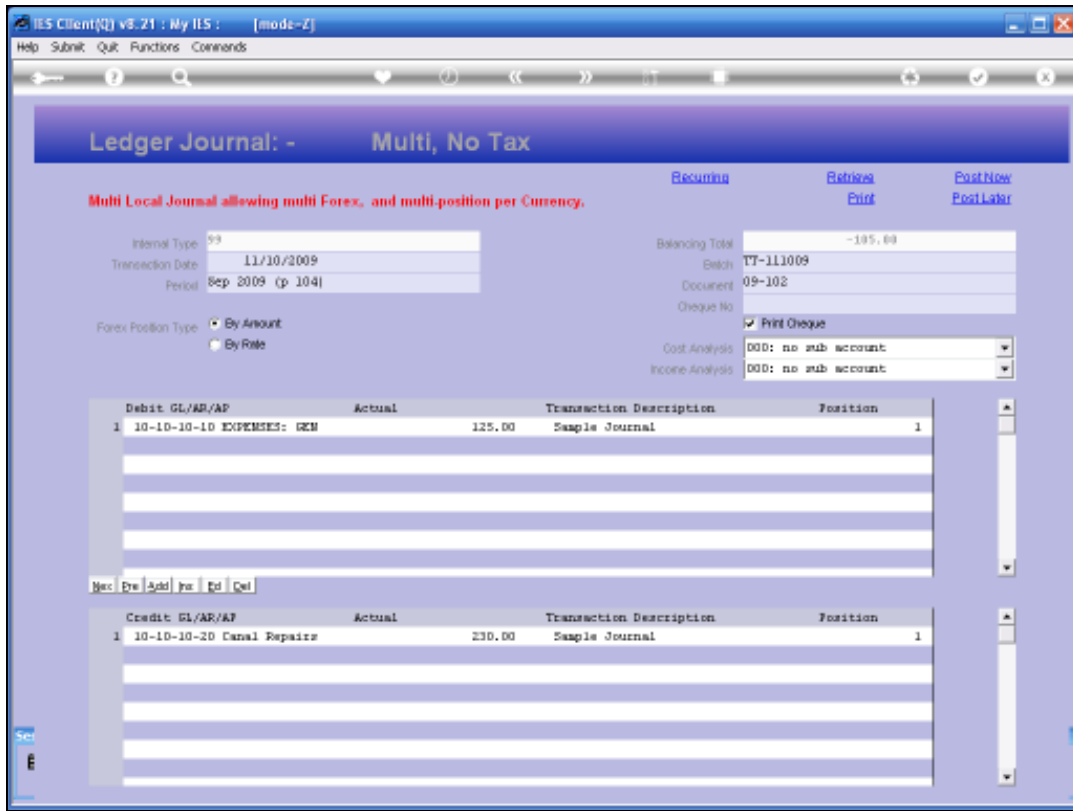 IES Client(Q) v8.21 : My IES : [mode-Z]
Help Submit Quit Functions Commands
Ledger Journal: - Multi, No Tax
Recurring Retrieve Post Now
Multi Local Journal allowing multi Forex, and multi-position per Currency. Print Post Later
Internal Type 99 Balancing Total -105.00
Transaction Date 11/10/2009 Batch TT-111009
Period Sep 2009 (p 104) Document 09-102
Cheque No
Forex Position Type By Amount Print Cheque
By Rate Cost Analysis 000: no sub account
Income Analysis 000: no sub account
Debit GL/AR/AP Actual Transaction Description Position
1 10-10-10-10 EXPENSES: GEN 125.00 Sample Journal 1
Nex Pre Add Ins Ed Del
Credit GL/AR/AP Actual Transaction Description Position
1 10-10-10-20 Canal Repairs 230.00 Sample Journal 1
Ser